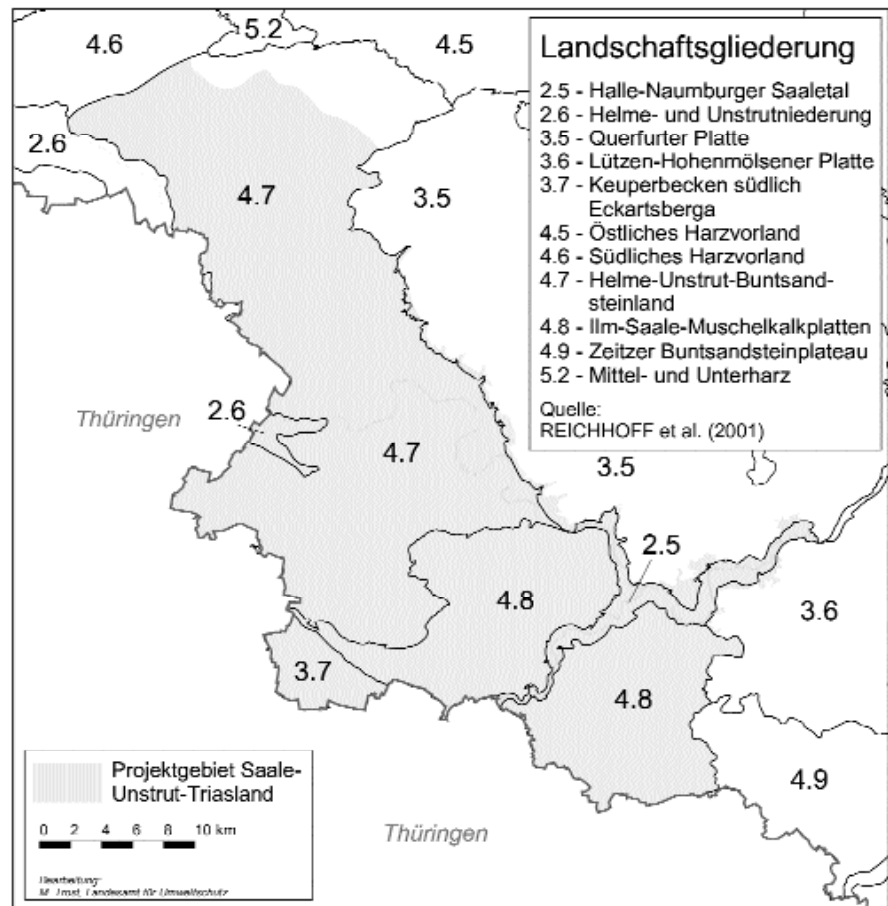 4.6
5.2
4.5
Landschaftsgliederung
2.5 - Halle-Naumburger Saaletal
2.6 - Helme- und Unstrutniederung
3.5 - Querfurter Platte
3.6 - Lützen-Hohenmölsener Platte
3.7 - Keuperbecken südlich
Eckartsberga
4.5 - Östliches Harzvorland
4.6 - Südliches Harzvorland
4.7 - Helme-Unstrut-Buntsand-
steinland
4.8 - Ilm-Saale-Muschelkalkplatten
4.9 - Zeitzer Buntsandsteinplateau
5.2 - Mittel- und Unterharz
Quelle:
REICHHOFF et al. (2001)
2.6
4.7
3.5
Thüringen
2.6
4.7
3.5
2.5
4.8
3.6
3.7
4.8
4.9
Projektgebiet Saale-
Unstrut-Triasland
0 2 4 6 8 10 km
Bearbeitung:
M. Trost, Landesamt für Umweltschutz
Thüringen